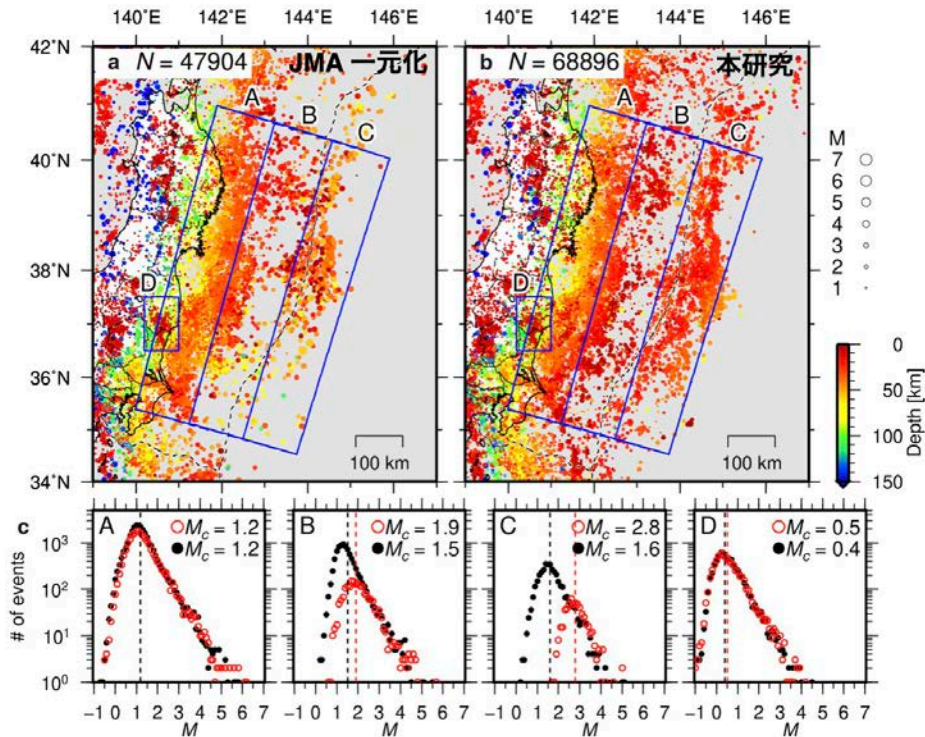 140°E 142°E 144°E 146°E 140°E 142°E 144°E 146°E
42°N
40°N
38°N
36°N
34°N
a N = 47904 JMA 一元化
A
B
C
D
100 km
b N = 68896 本研究
A
B
C
D
100 km
M
7
6
5
4
3
2
1
0
50
100
150
Depth [km]
c
# of events
10³
10²
10¹
10⁰
A
Mc = 1.2
Mc = 1.2
−1 0 1 2 3 4 5 6 7
M
B
Mc = 1.9
Mc = 1.5
−1 0 1 2 3 4 5 6 7
M
C
Mc = 2.8
Mc = 1.6
−1 0 1 2 3 4 5 6 7
M
D
Mc = 0.5
Mc = 0.4
−1 0 1 2 3 4 5 6 7
M